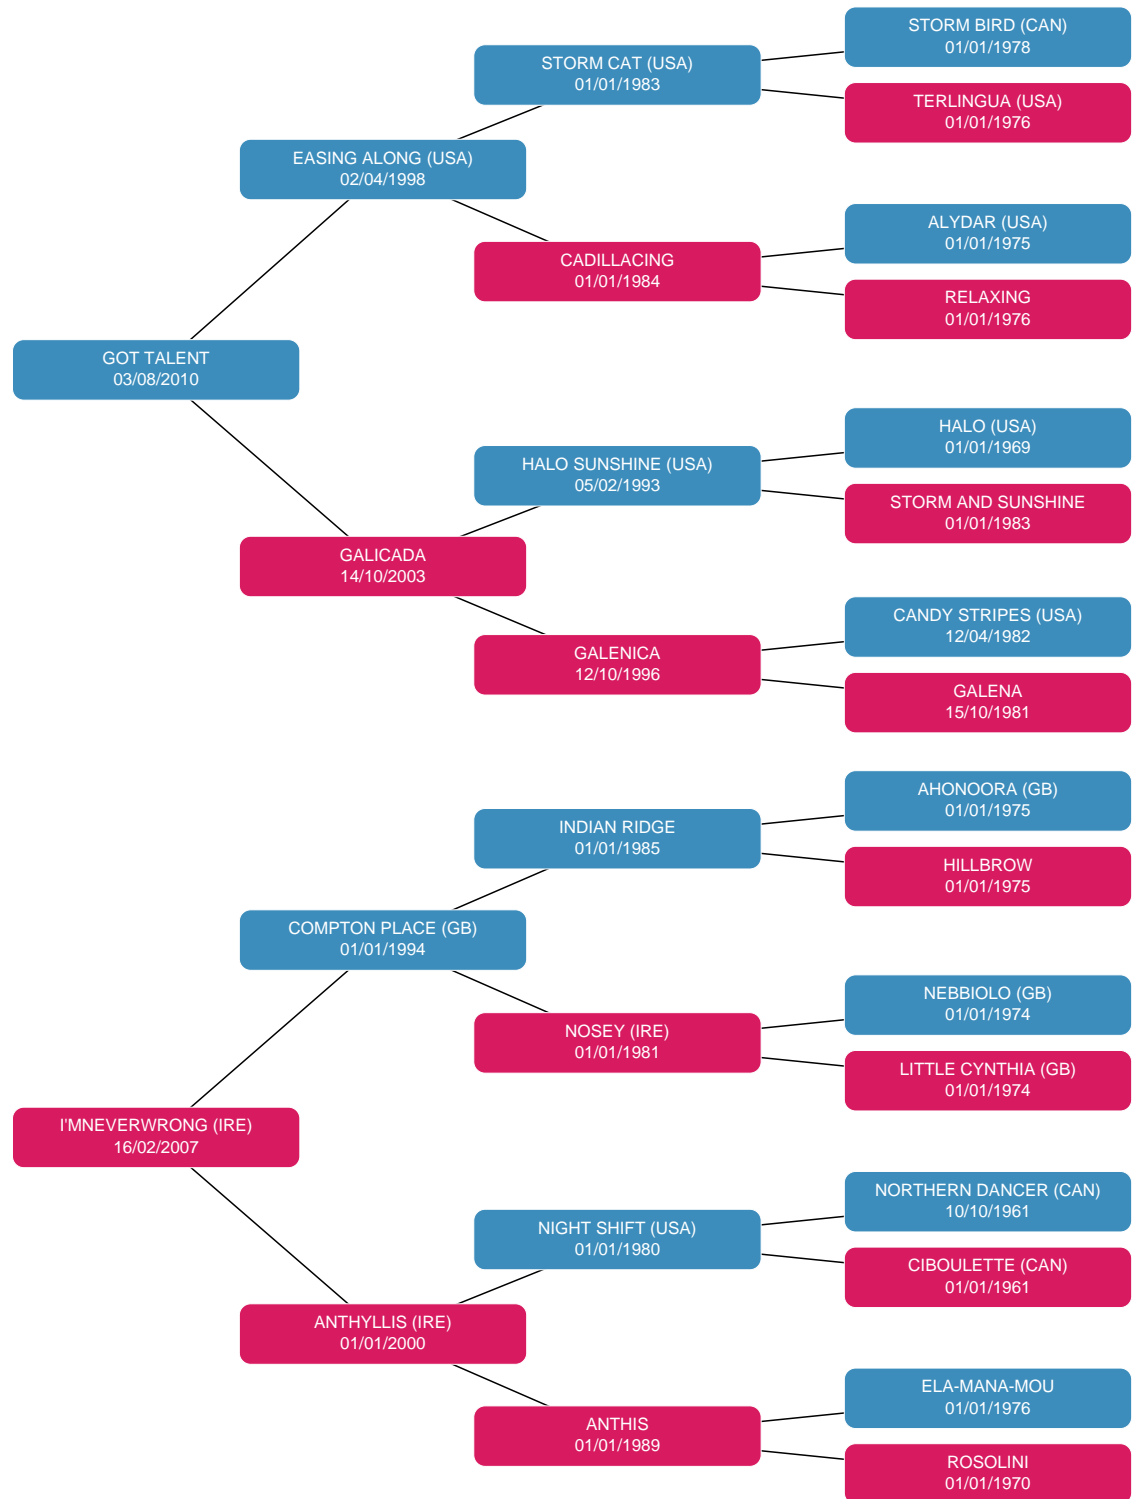 STORM BIRD (CAN)
01/01/1978
STORM CAT (USA)
01/01/1983
TERLINGUA (USA)
01/01/1976
EASING ALONG (USA)
02/04/1998
ALYDAR (USA)
01/01/1975
CADILLACING
01/01/1984
RELAXING
01/01/1976
GOT TALENT
03/08/2010
HALO (USA)
01/01/1969
HALO SUNSHINE (USA)
05/02/1993
STORM AND SUNSHINE
01/01/1983
GALICADA
14/10/2003
CANDY STRIPES (USA)
12/04/1982
GALENICA
12/10/1996
GALENA
15/10/1981
AHONOORA (GB)
01/01/1975
INDIAN RIDGE
01/01/1985
HILLBROW
01/01/1975
COMPTON PLACE (GB)
01/01/1994
NEBBIOLO (GB)
01/01/1974
NOSEY (IRE)
01/01/1981
LITTLE CYNTHIA (GB)
01/01/1974
I'MNEVERWRONG (IRE)
16/02/2007
NORTHERN DANCER (CAN)
10/10/1961
NIGHT SHIFT (USA)
01/01/1980
CIBOULETTE (CAN)
01/01/1961
ANTHYLLIS (IRE)
01/01/2000
ELA-MANA-MOU
01/01/1976
ANTHIS
01/01/1989
ROSOLINI
01/01/1970